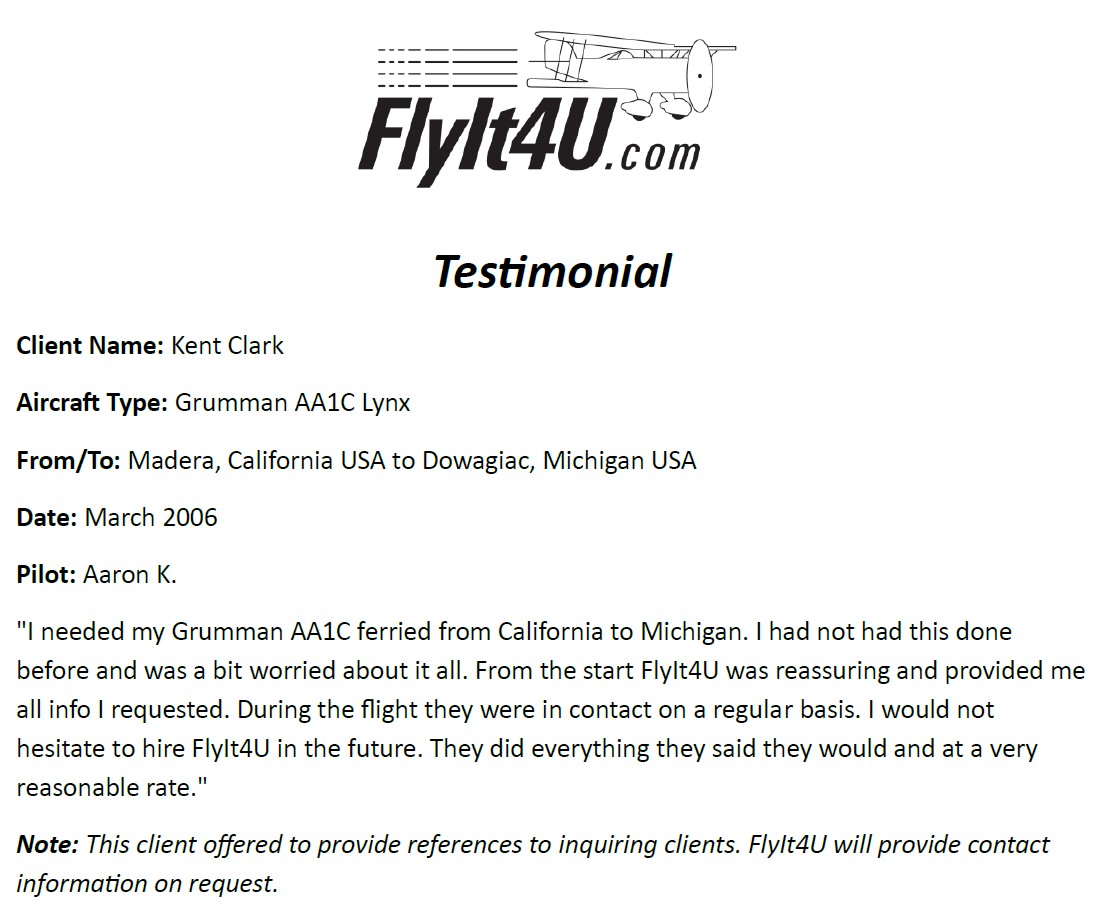 FlyIt4U.com
Testimonial
Client Name: Kent Clark
Aircraft Type: Grumman AA1C Lynx
From/To: Madera, California USA to Dowagiac, Michigan USA
Date: March 2006
Pilot: Aaron K.
"I needed my Grumman AA1C ferried from California to Michigan. I had not had this done
before and was a bit worried about it all. From the start FlyIt4U was reassuring and provided me
all info I requested. During the flight they were in contact on a regular basis. I would not
hesitate to hire FlyIt4U in the future. They did everything they said they would and at a very
reasonable rate."
Note: This client offered to provide references to inquiring clients. FlyIt4U will provide contact
information on request.